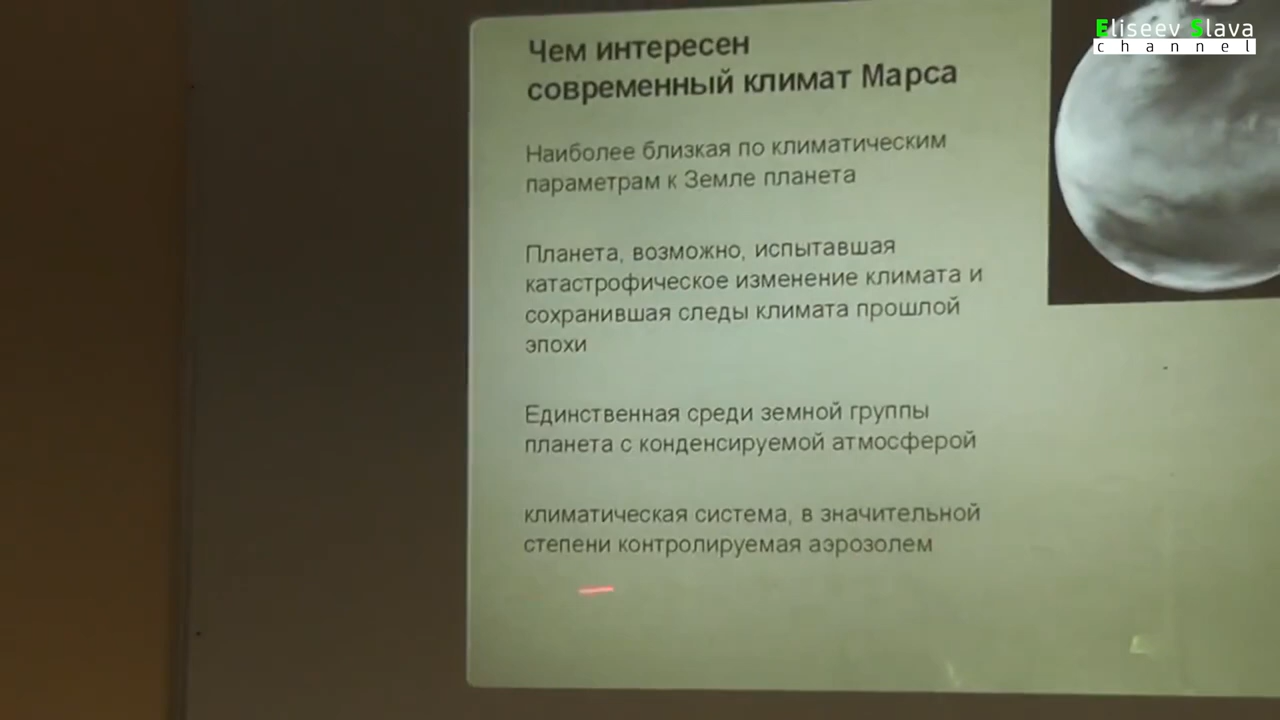 Eliseev Slava
channel
Чем интересен
современный климат Марса
Наиболее близкая по климатическим
параметрам к Земле планета
Планета, возможно, испытавшая
катастрофическое изменение климата и
сохранившая следы климата прошлой
эпохи
Единственная среди земной группы
планета с конденсируемой атмосферой
климатическая система, в значительной
степени контролируемая аэрозолем